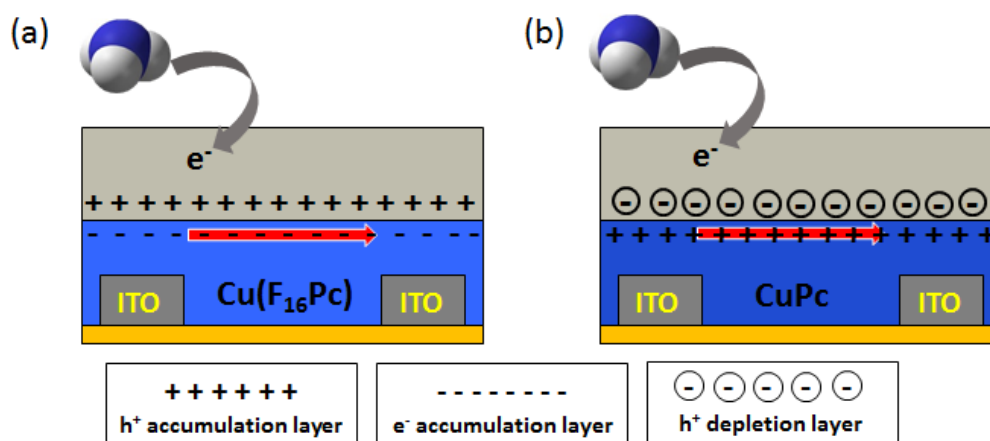 (a)
(b)
e⁻
e⁻
+ + + + + + + + + + + + + + +
- - - - - - - - - - - - - - -
+ + + + + + + + + + + + + + +
ITO Cu(F₁₆Pc) ITO
ITO CuPc ITO
+ + + + + +
h⁺ accumulation layer
- - - - - - - -
e⁻ accumulation layer
- - - - -
h⁺ depletion layer